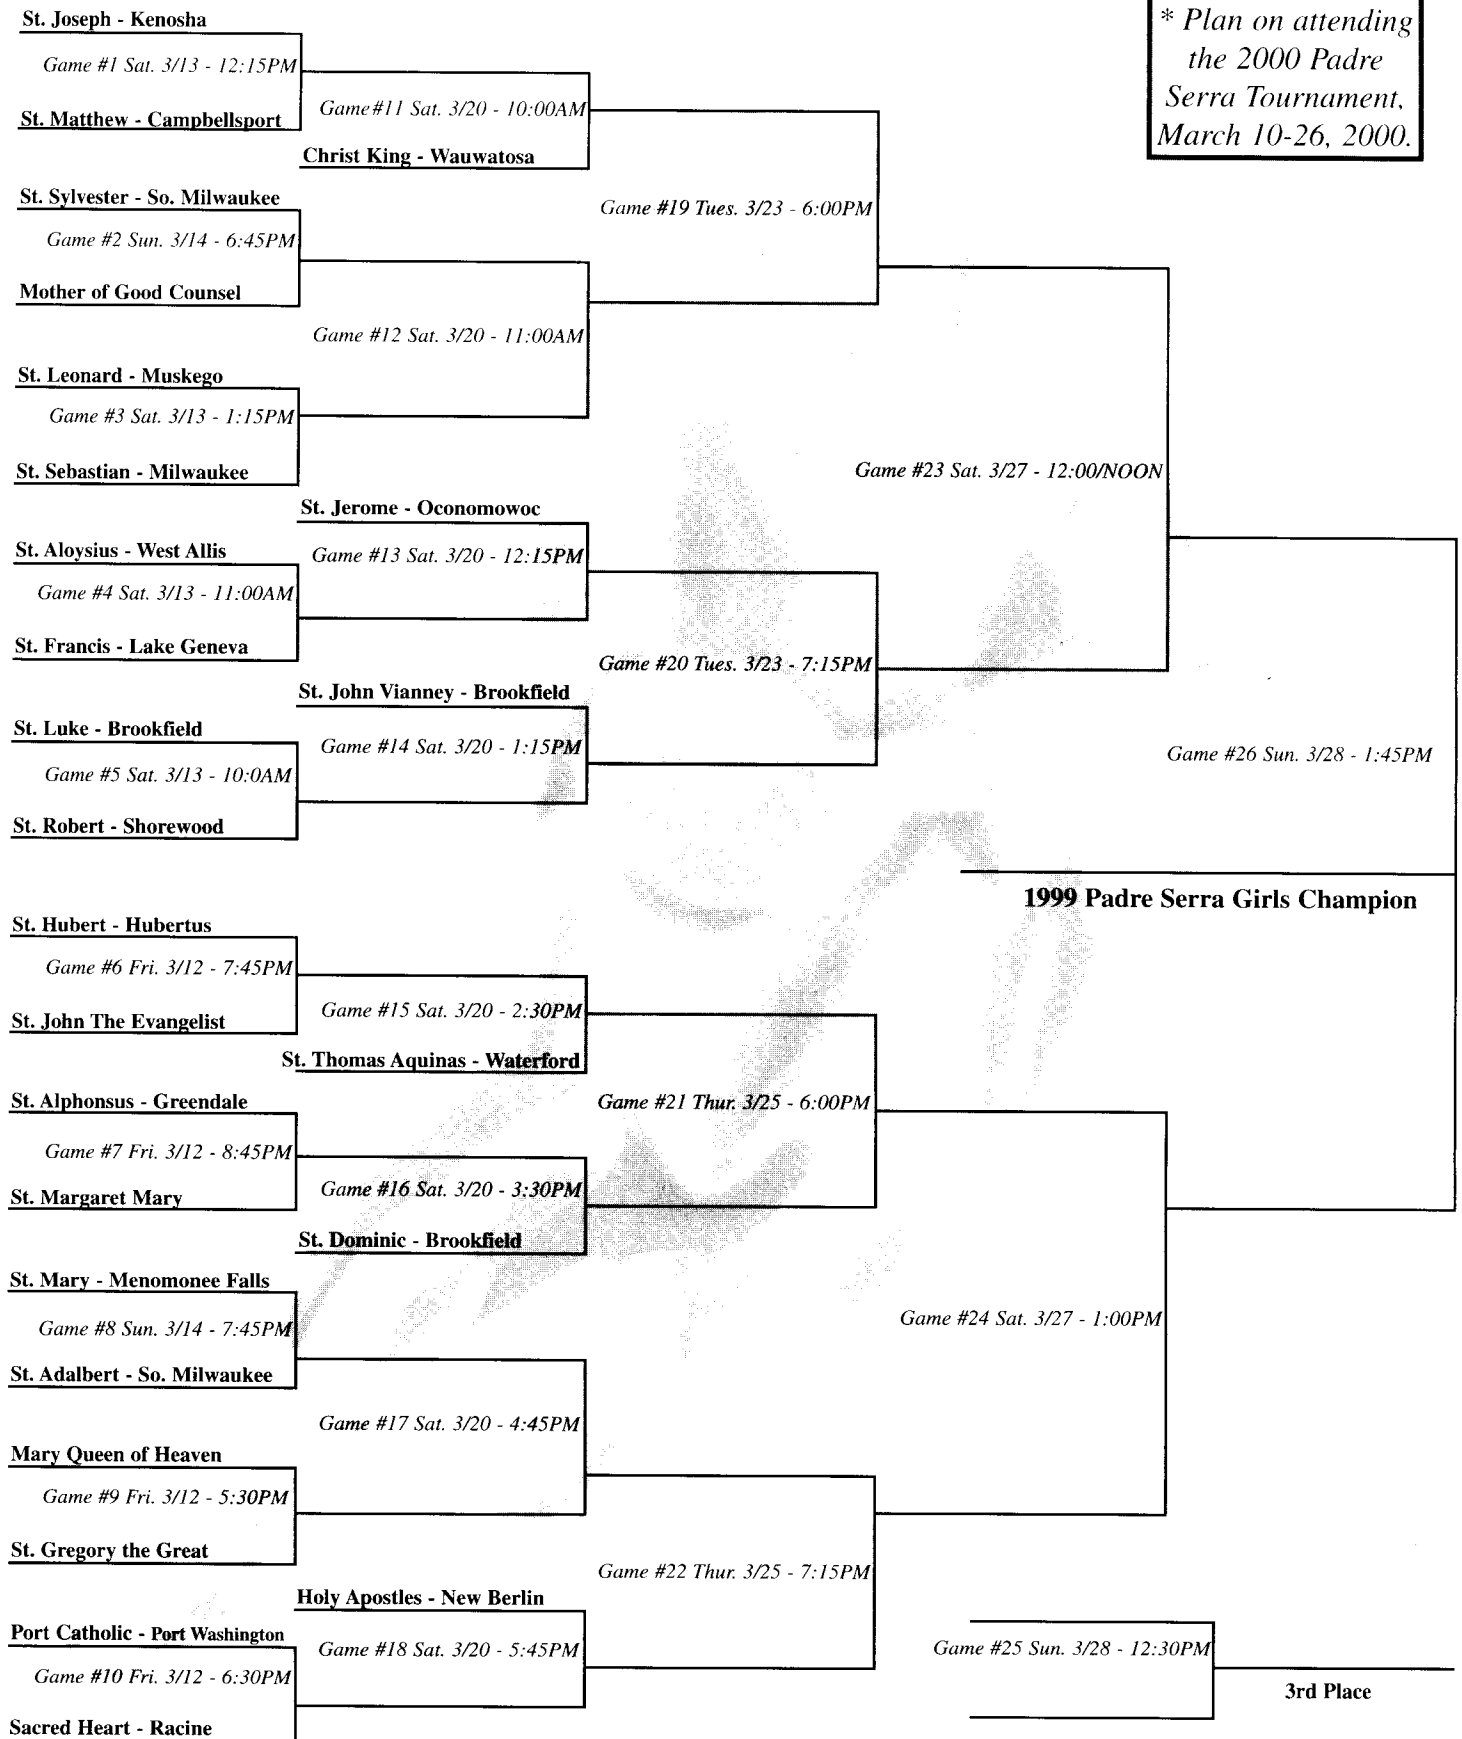 St. Joseph - Kenosha
* Plan on attending
the 2000 Padre
Serra Tournament,
March 10-26, 2000.
Game #1 Sat. 3/13 - 12:15PM
St. Matthew - Campbellsport
Game #11 Sat. 3/20 - 10:00AM
Christ King - Wauwatosa
St. Sylvester - So. Milwaukee
Game #19 Tues. 3/23 - 6:00PM
Game #2 Sun. 3/14 - 6:45PM
Mother of Good Counsel
Game #12 Sat. 3/20 - 11:00AM
St. Leonard - Muskego
Game #3 Sat. 3/13 - 1:15PM
St. Sebastian - Milwaukee
Game #23 Sat. 3/27 - 12:00/NOON
St. Jerome - Oconomowoc
St. Aloysius - West Allis
Game #13 Sat. 3/20 - 12:15PM
Game #4 Sat. 3/13 - 11:00AM
St. Francis - Lake Geneva
Game #20 Tues. 3/23 - 7:15PM
St. John Vianney - Brookfield
St. Luke - Brookfield
Game #14 Sat. 3/20 - 1:15PM
Game #26 Sun. 3/28 - 1:45PM
Game #5 Sat. 3/13 - 10:0AM
St. Robert - Shorewood
1999 Padre Serra Girls Champion
St. Hubert - Hubertus
Game #6 Fri. 3/12 - 7:45PM
St. John The Evangelist
Game #15 Sat. 3/20 - 2:30PM
St. Thomas Aquinas - Waterford
St. Alphonsus - Greendale
Game #21 Thur. 3/25 - 6:00PM
Game #7 Fri. 3/12 - 8:45PM
St. Margaret Mary
Game #16 Sat. 3/20 - 3:30PM
St. Dominic - Brookfield
St. Mary - Menomonee Falls
Game #8 Sun. 3/14 - 7:45PM
Game #24 Sat. 3/27 - 1:00PM
St. Adalbert - So. Milwaukee
Game #17 Sat. 3/20 - 4:45PM
Mary Queen of Heaven
Game #9 Fri. 3/12 - 5:30PM
St. Gregory the Great
Game #22 Thur. 3/25 - 7:15PM
Holy Apostles - New Berlin
Port Catholic - Port Washington
Game #18 Sat. 3/20 - 5:45PM
Game #25 Sun. 3/28 - 12:30PM
Game #10 Fri. 3/12 - 6:30PM
3rd Place
Sacred Heart - Racine